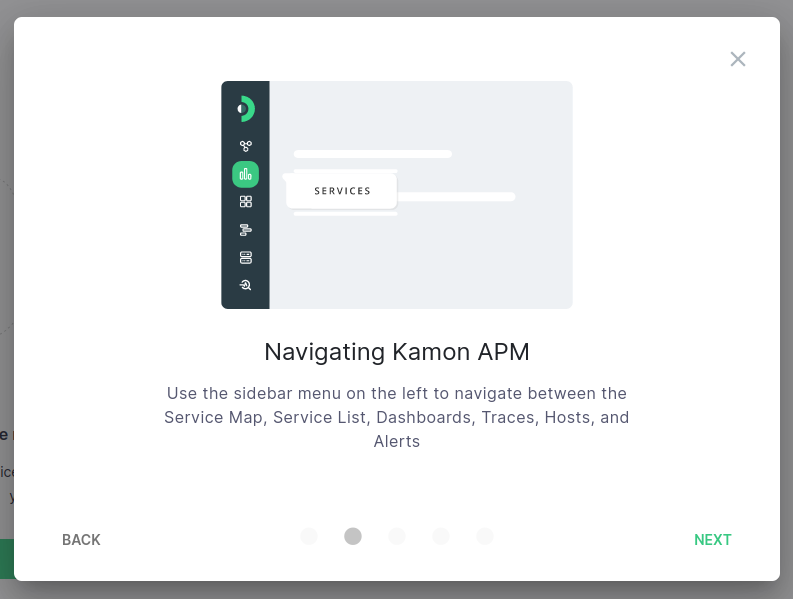 SERVICES
Navigating Kamon APM
Use the sidebar menu on the left to navigate between the
Service Map, Service List, Dashboards, Traces, Hosts, and
Alerts
BACK
NEXT